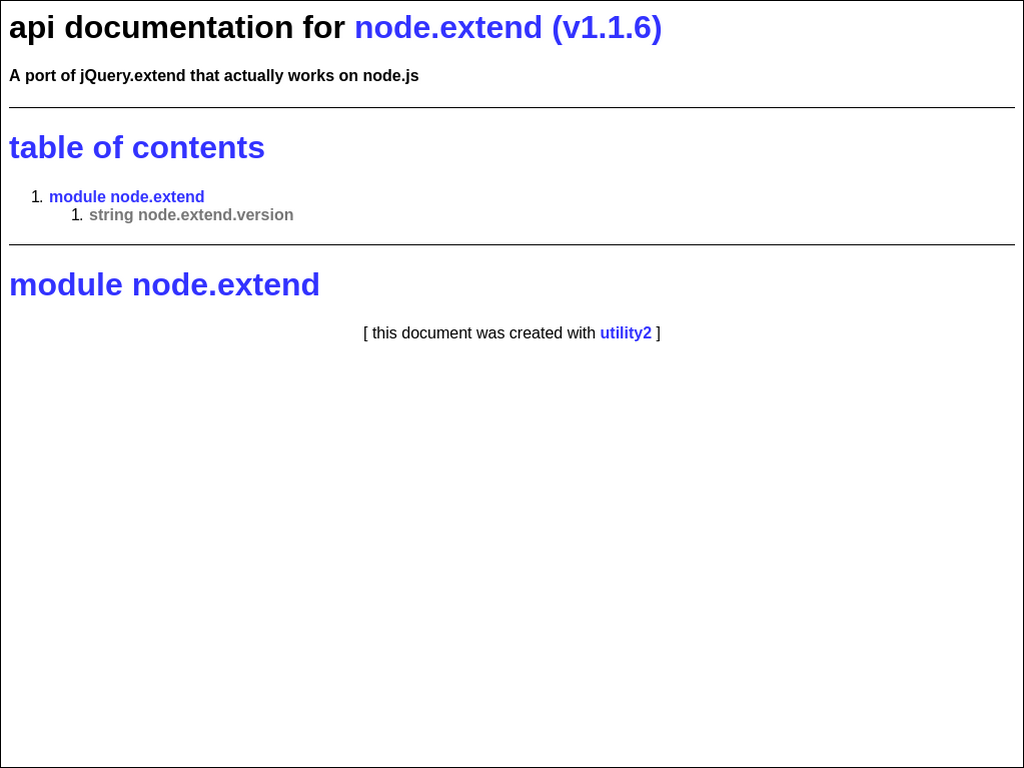 api documentation for node.extend (v1.1.6)
A port of jQuery.extend that actually works on node.js
table of contents
1. module node.extend
1. string node.extend.version
module node.extend
[ this document was created with utility2 ]